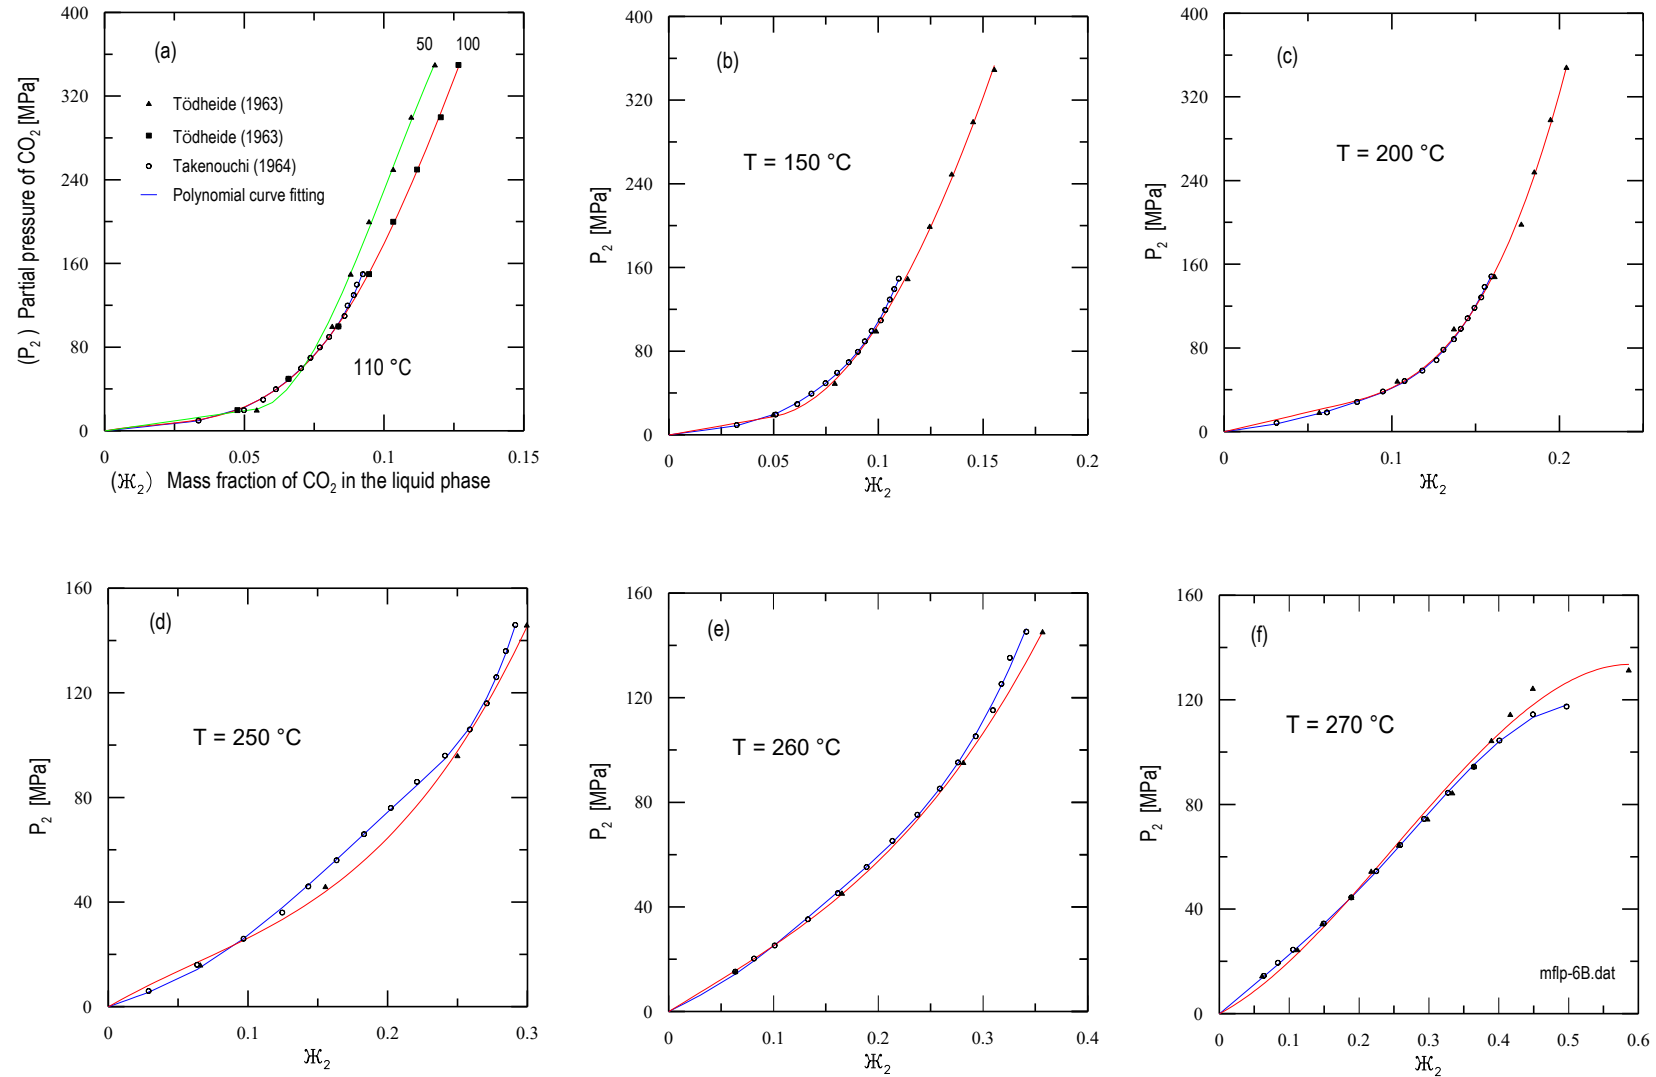 (a)
50 100
Tödheide (1963)
Tödheide (1963)
Takenouchi (1964)
Polynomial curve fitting
110 °C
400
320
240
160
80
0
(P₂) Partial pressure of CO₂ [MPa]
0 0.05 0.1 0.15
(Ж₂) Mass fraction of CO₂ in the liquid phase
(b)
T = 150 °C
400
320
240
160
80
0
P₂ [MPa]
0 0.05 0.1 0.15 0.2
Ж₂
(c)
T = 200 °C
400
320
240
160
80
0
P₂ [MPa]
0 0.1 0.2
Ж₂
(d)
T = 250 °C
160
120
80
40
0
P₂ [MPa]
0 0.1 0.2 0.3
Ж₂
(e)
T = 260 °C
160
120
80
40
0
P₂ [MPa]
0 0.1 0.2 0.3 0.4
Ж₂
(f)
T = 270 °C
mflp-6B.dat
160
120
80
40
0
P₂ [MPa]
0 0.1 0.2 0.3 0.4 0.5 0.6
Ж₂